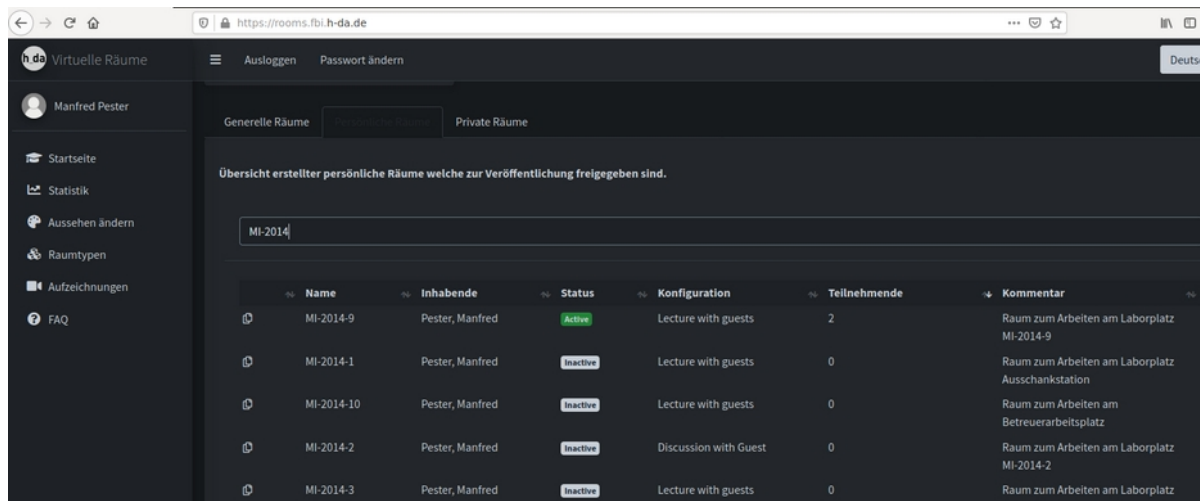 https://rooms.fbi.h-da.de
h_da Virtuelle Räume
Ausloggen Passwort ändern
Manfred Pester
Startseite
Statistik
Aussehen ändern
Raumtypen
Aufzeichnungen
FAQ
Generelle Räume Persönliche Räume Private Räume
Übersicht erstellter persönliche Räume welche zur Veröffentlichung freigegeben sind.
MI-2014
Name Inhabende Status Konfiguration Teilnehmende Kommentar
MI-2014-9 Pester, Manfred Active Lecture with guests 2 Raum zum Arbeiten am Laborplatz
MI-2014-9
MI-2014-1 Pester, Manfred Inactive Lecture with guests 0 Raum zum Arbeiten am Laborplatz
Ausschankstation
MI-2014-10 Pester, Manfred Inactive Lecture with guests 0 Raum zum Arbeiten am
Betreuerarbeitsplatz
MI-2014-2 Pester, Manfred Inactive Discussion with Guest 0 Raum zum Arbeiten am Laborplatz
MI-2014-2
MI-2014-3 Pester, Manfred Inactive Lecture with guests 0 Raum zum Arbeiten am Laborplatz